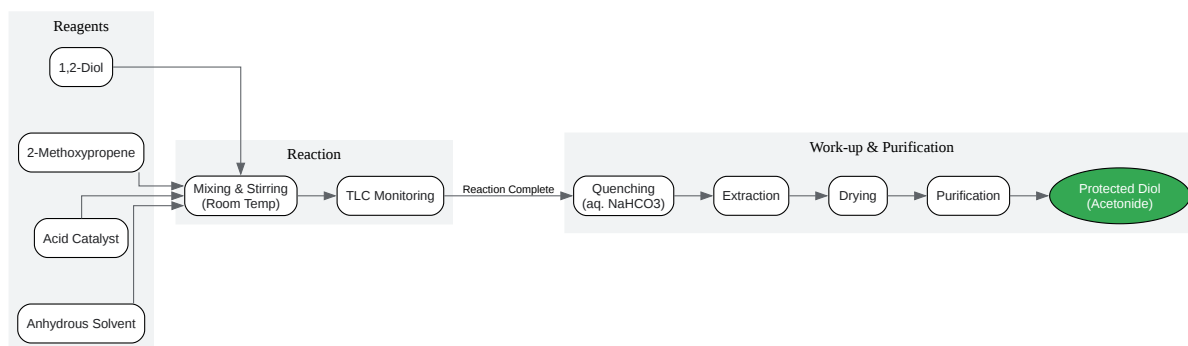 Reagents
1,2-Diol
2-Methoxypropene
Acid Catalyst
Anhydrous Solvent
Reaction
Mixing & Stirring
(Room Temp)
TLC Monitoring
Reaction Complete
Work-up & Purification
Quenching
(aq. NaHCO3)
Extraction
Drying
Purification
Protected Diol
(Acetonide)